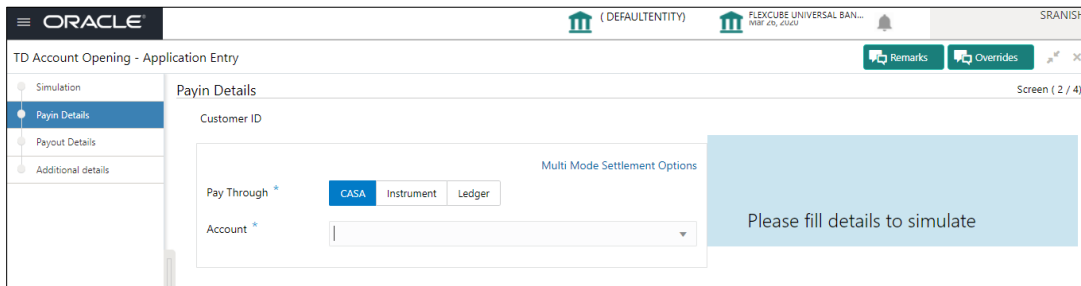 ORACLE
( DEFAULTENTITY)
FLEXCUBE UNIVERSAL BAN...
Mar 26, 2020
SRANISH
TD Account Opening - Application Entry
Remarks
Overrides
Simulation
Payin Details
Payout Details
Additional details
Payin Details
Screen ( 2 / 4)
Customer ID
Multi Mode Settlement Options
Pay Through *
CASA
Instrument
Ledger
Account *
Please fill details to simulate